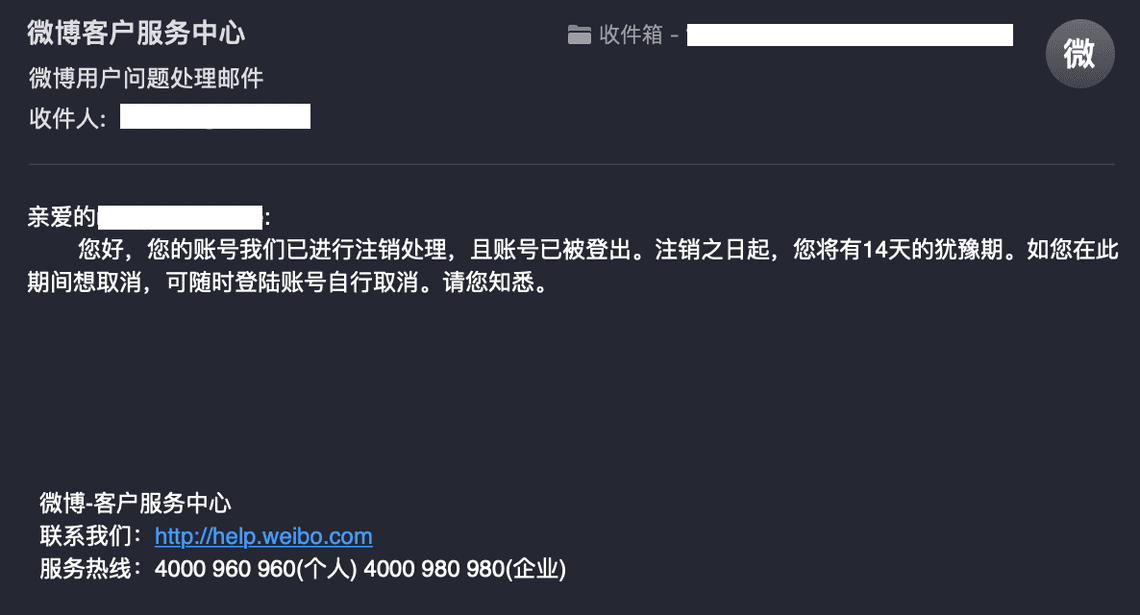 微博客户服务中心
收件箱 -
微
微博用户问题处理邮件
收件人:
亲爱的:
您好，您的账号我们已进行注销处理，且账号已被登出。注销之日起，您将有14天的犹豫期。如您在此
期间想取消，可随时登陆账号自行取消。请您知悉。
微博-客户服务中心
联系我们：http://help.weibo.com
服务热线：4000 960 960(个人) 4000 980 980(企业)